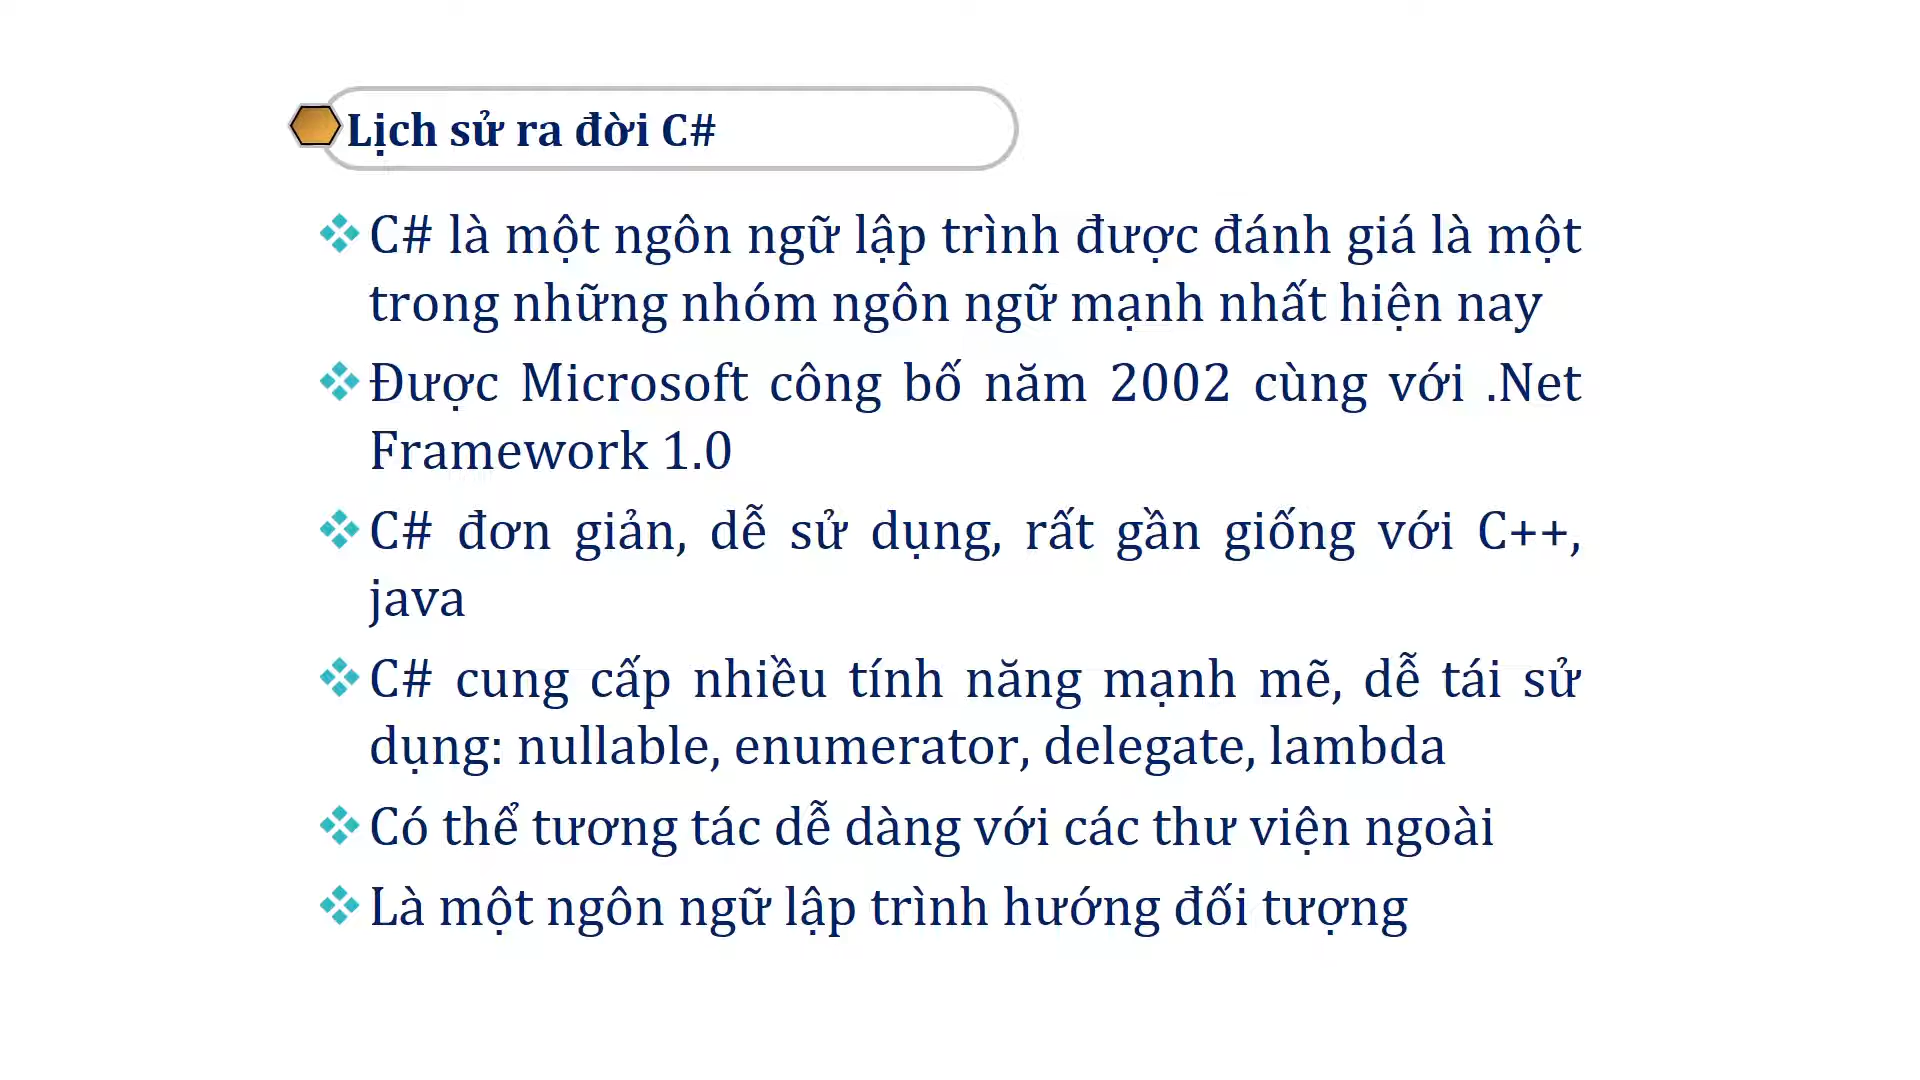 Lịch sử ra đời C#
C# là một ngôn ngữ lập trình được đánh giá là một
trong những nhóm ngôn ngữ mạnh nhất hiện nay
Được Microsoft công bố năm 2002 cùng với .Net
Framework 1.0
C# đơn giản, dễ sử dụng, rất gần giống với C++,
java
C# cung cấp nhiều tính năng mạnh mẽ, dễ tái sử
dụng: nullable, enumerator, delegate, lambda
Có thể tương tác dễ dàng với các thư viện ngoài
Là một ngôn ngữ lập trình hướng đối tượng